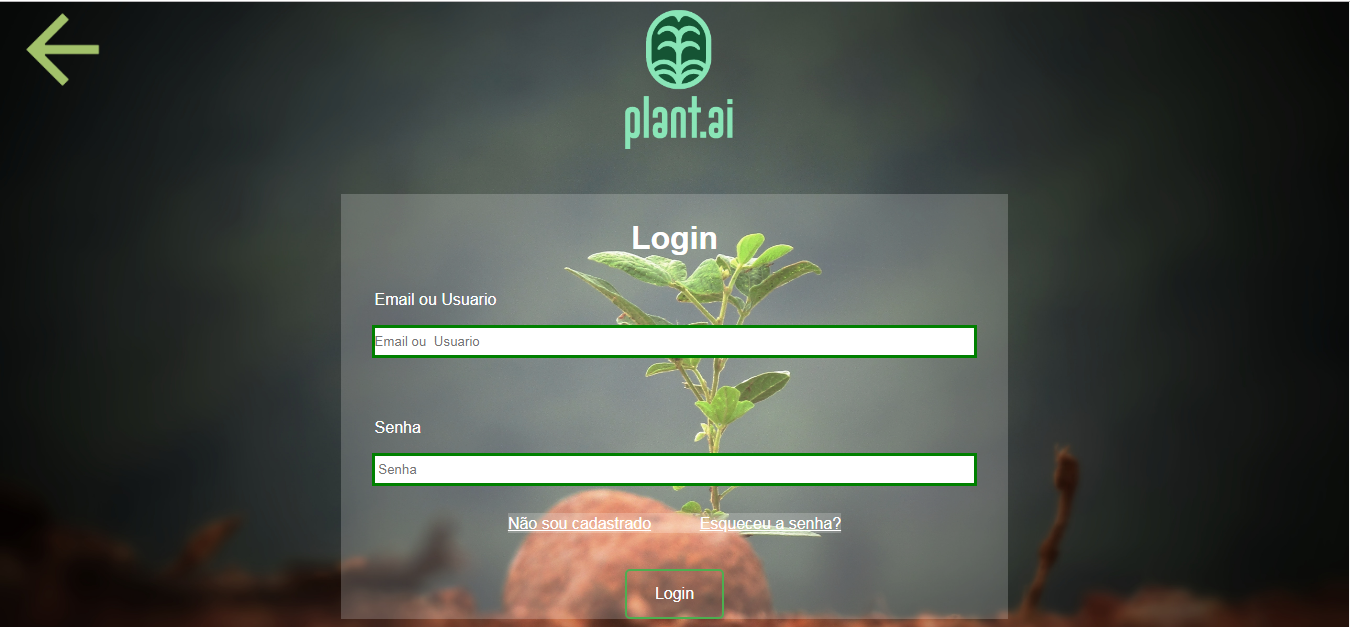 plant.ai
Login
Email ou Usuario
Email ou  Usuario
Senha
Senha
Não sou cadastrado Esqueceu a senha?
Login